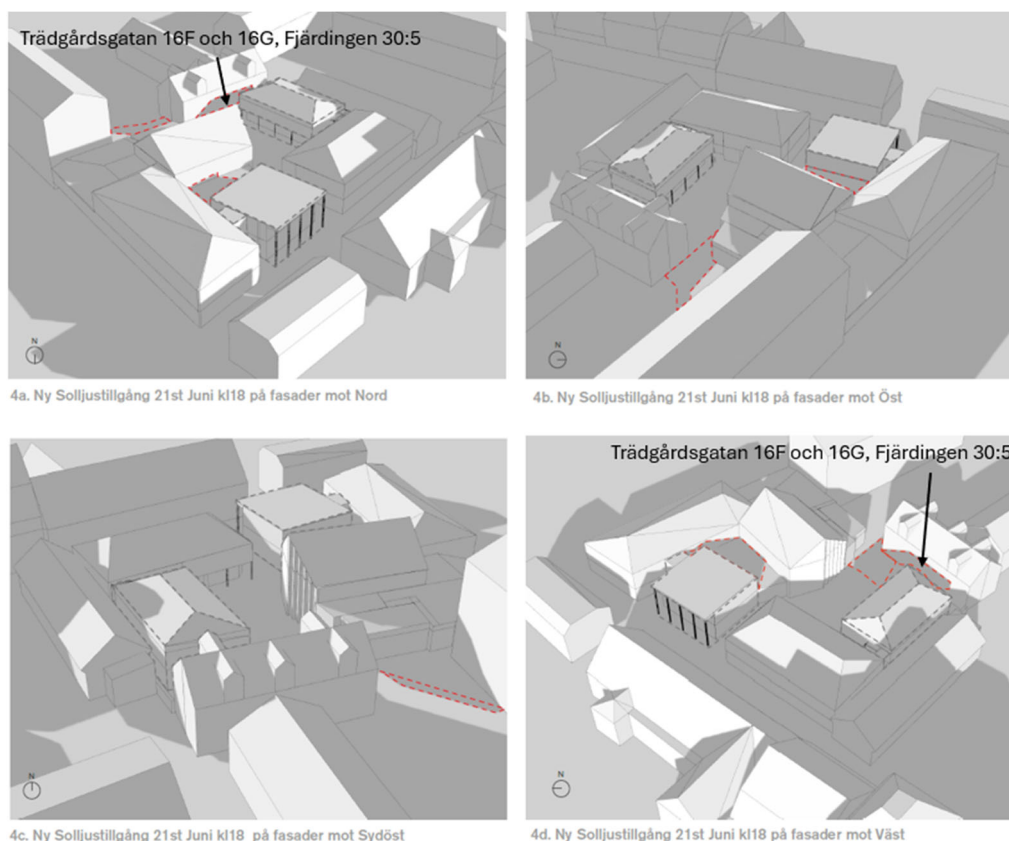 Trädgårdsgatan 16F och 16G, Fjärdingen 30:5
N
4a. Ny Solljustillgång 21st Juni kl18 på fasader mot Nord
N
4b. Ny Solljustillgång 21st Juni kl18 på fasader mot Öst
N
4c. Ny Solljustillgång 21st Juni kl18 på fasader mot Sydöst
Trädgårdsgatan 16F och 16G, Fjärdingen 30:5
N
4d. Ny Solljustillgång 21st Juni kl18 på fasader mot Väst